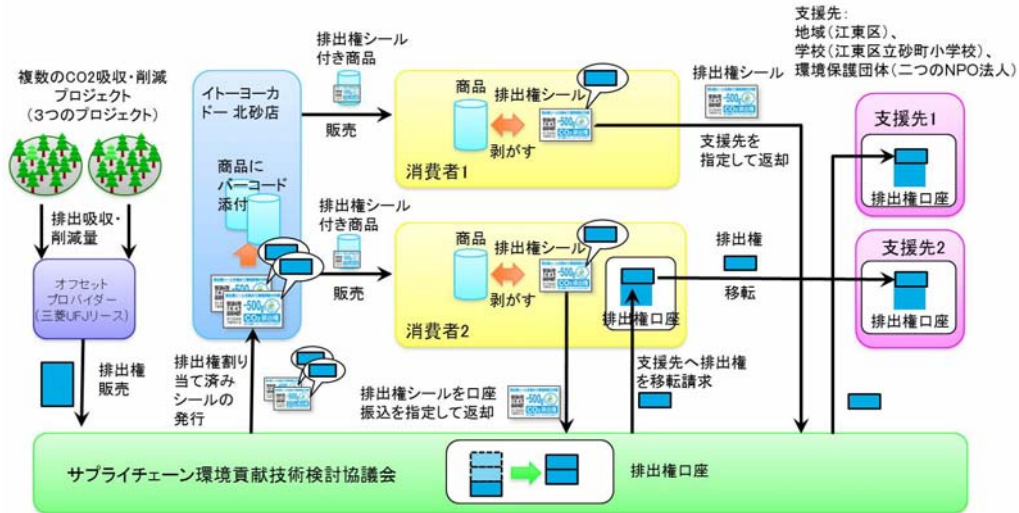 複数のCO2吸収・削減
プロジェクト
(3つのプロジェクト)
排出吸収・
削減量
オフセット
プロバイダー
(三菱UFJリース)
排出権
販売
イトーヨーカ
ドー 北砂店
商品に
バーコード
添付
-500g
CO2排出権
排出権割り
当て済み
シールの
発行
排出権シール
付き商品
販売
排出権シール
付き商品
販売
商品
排出権シール
-500g
剥がす
消費者1
商品
排出権シール
-500g
剥がす
消費者2
排出権口座
排出権シール
-500g
支援先を
指定して返却
排出権
移転
支援先:
地域(江東区)、
学校(江東区立砂町小学校)、
環境保護団体(二つのNPO法人)
支援先1
排出権口座
支援先2
排出権口座
排出権シールを口座
振込を指定して返却
-500g
支援先へ排出権
を移転請求
サプライチェーン環境貢献技術検討協議会
排出権口座